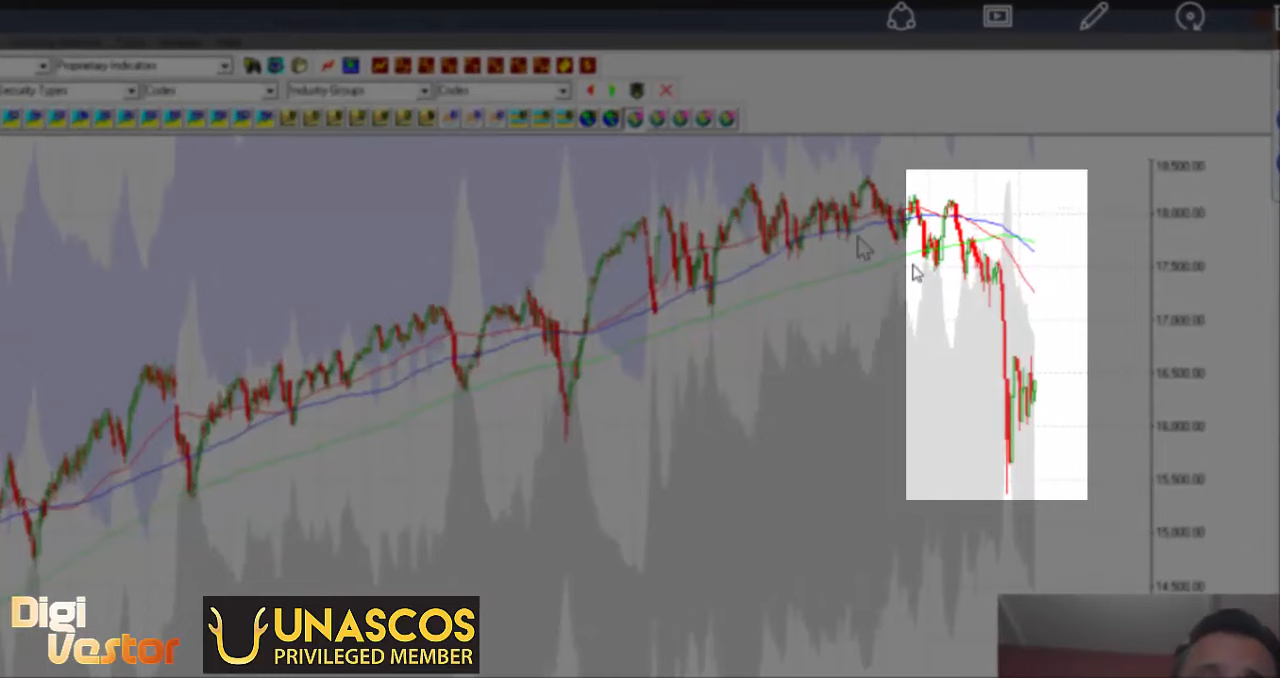 Proprietary Indicators
Security Types Codes Industry Groups Codes
18,500.00
18,000.00
17,500.00
17,000.00
16,500.00
16,000.00
15,500.00
15,000.00
14,500.00
Digi
Vestor
UNASCOS
PRIVILEGED MEMBER